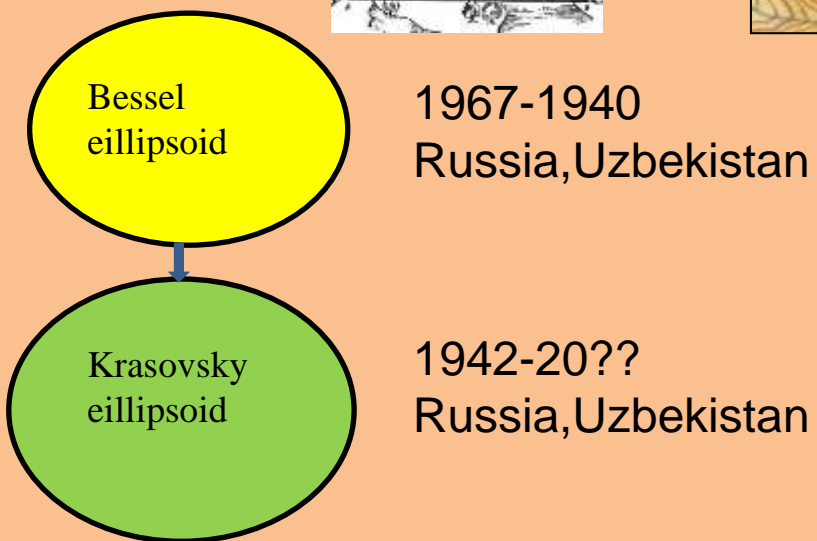 Bessel
eillipsoid
1967-1940
Russia,Uzbekistan
Krasovsky
eillipsoid
1942-20??
Russia,Uzbekistan